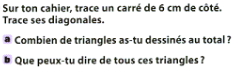 Sur ton cahier, trace un carré de 6 cm de côté.
Trace ses diagonales.
a Combien de triangles as-tu dessinés au total ?
b Que peux-tu dire de tous ces triangles ?